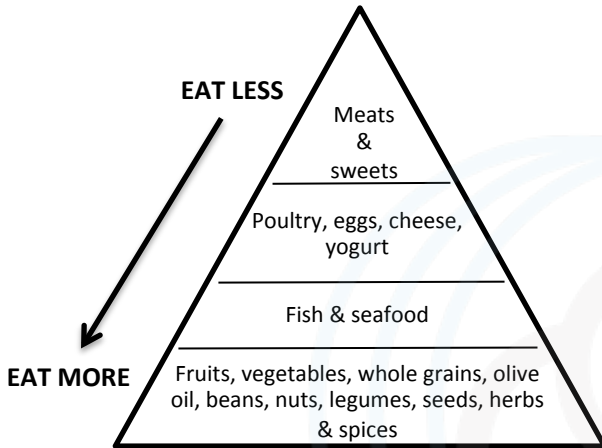 EAT LESS
Meats
&
sweets
Poultry, eggs, cheese,
yogurt
Fish & seafood
EAT MORE
Fruits, vegetables, whole grains, olive
oil, beans, nuts, legumes, seeds, herbs
& spices